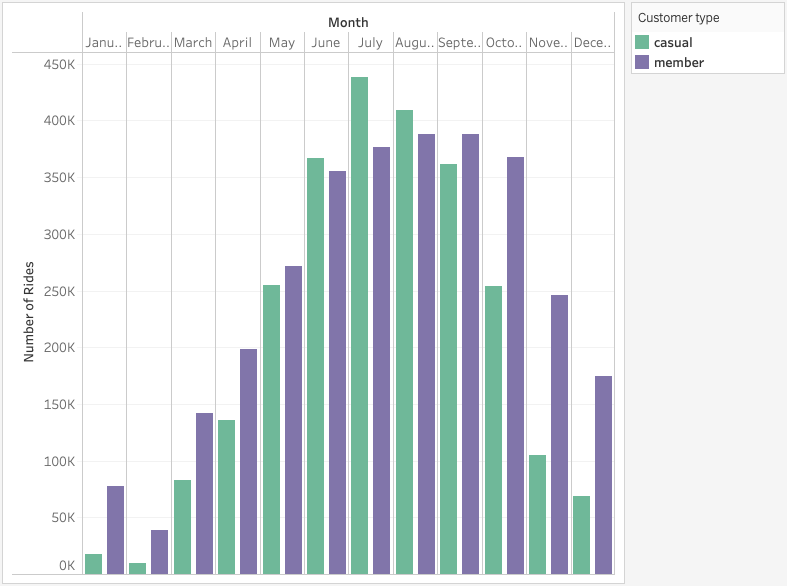 Month
Janu.. Febru.. March April May June July Augu.. Septe.. Octo.. Nove.. Dece..
450K
400K
350K
300K
250K
200K
150K
100K
50K
0K
Number of Rides
Customer type
casual
member